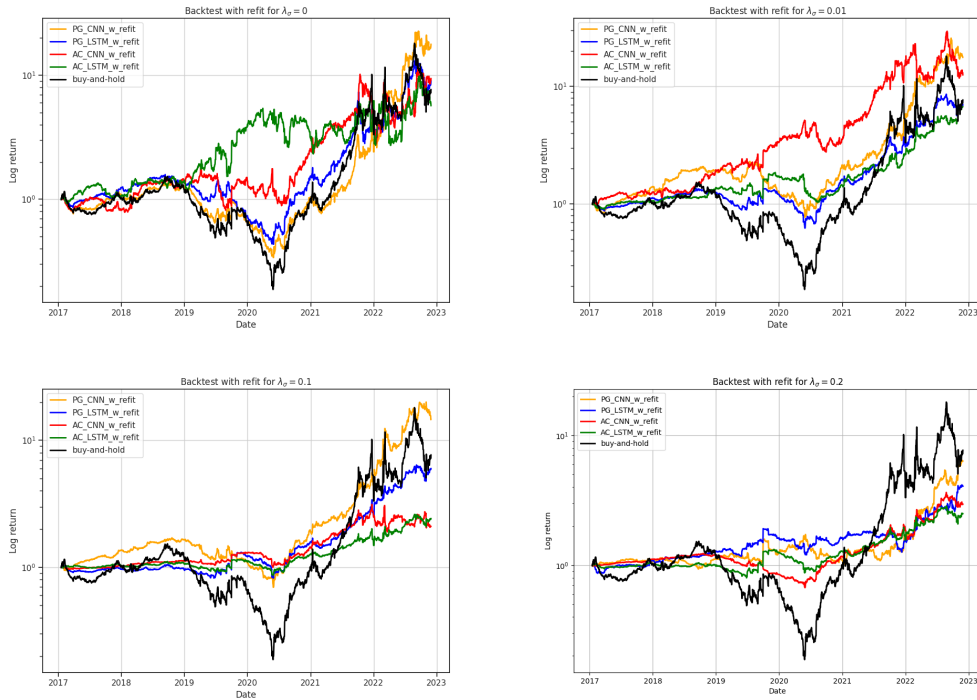 Backtest with refit for λσ = 0
PG_CNN_w_refit
PG_LSTM_w_refit
AC_CNN_w_refit
AC_LSTM_w_refit
buy-and-hold
Log return
10¹
10⁰
2017 2018 2019 2020 2021 2022 2023
Date
Backtest with refit for λσ = 0.01
PG_CNN_w_refit
PG_LSTM_w_refit
AC_CNN_w_refit
AC_LSTM_w_refit
buy-and-hold
Log return
10¹
10⁰
2017 2018 2019 2020 2021 2022 2023
Date
Backtest with refit for λσ = 0.1
PG_CNN_w_refit
PG_LSTM_w_refit
AC_CNN_w_refit
AC_LSTM_w_refit
buy-and-hold
Log return
10¹
10⁰
2017 2018 2019 2020 2021 2022 2023
Date
Backtest with refit for λσ = 0.2
PG_CNN_w_refit
PG_LSTM_w_refit
AC_CNN_w_refit
AC_LSTM_w_refit
buy-and-hold
Log return
10¹
10⁰
2017 2018 2019 2020 2021 2022 2023
Date